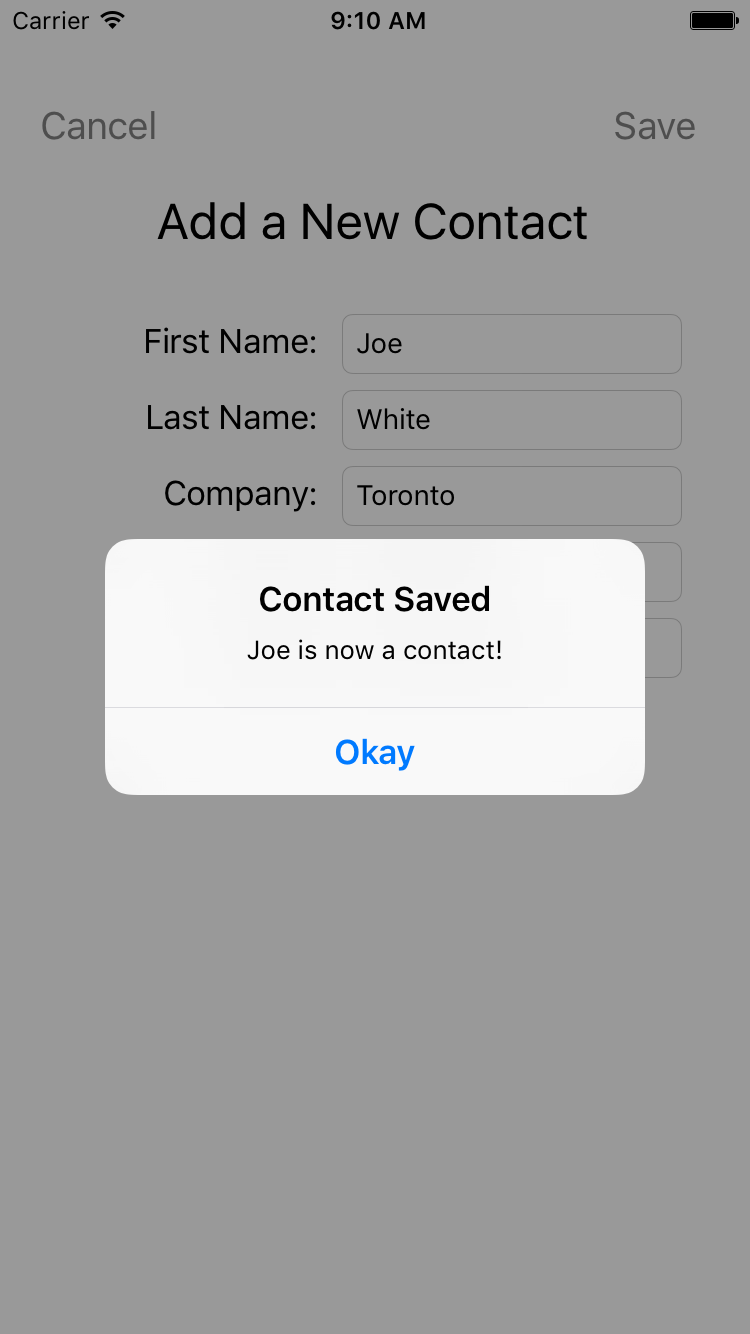 Carrier 9:10 AM
Cancel Save
Add a New Contact
First Name: Joe
Last Name: White
Company: Toronto
Contact Saved
Joe is now a contact!
Okay